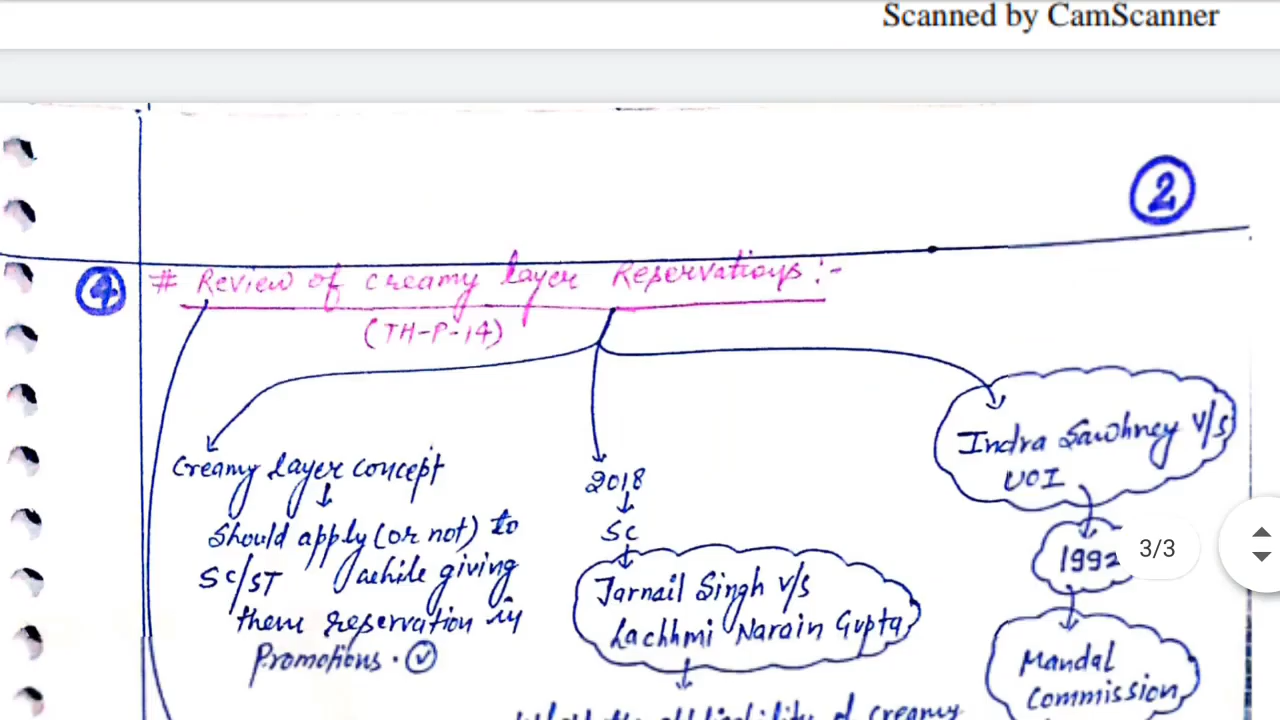 Scanned by CamScanner
2
4 # Review of creamy layer Reservations:-
(TH-P-14)
Creamy layer concept
↓
Should apply (or not) to
SC/ST while giving
them reservation in
Promotions.
2018
↓
SC
↓
Jarnail Singh v/s
Lachhmi Narain Gupta
Indra Sawhney v/s
UOI
1992
3/3
Mandal
Commission
of creamy